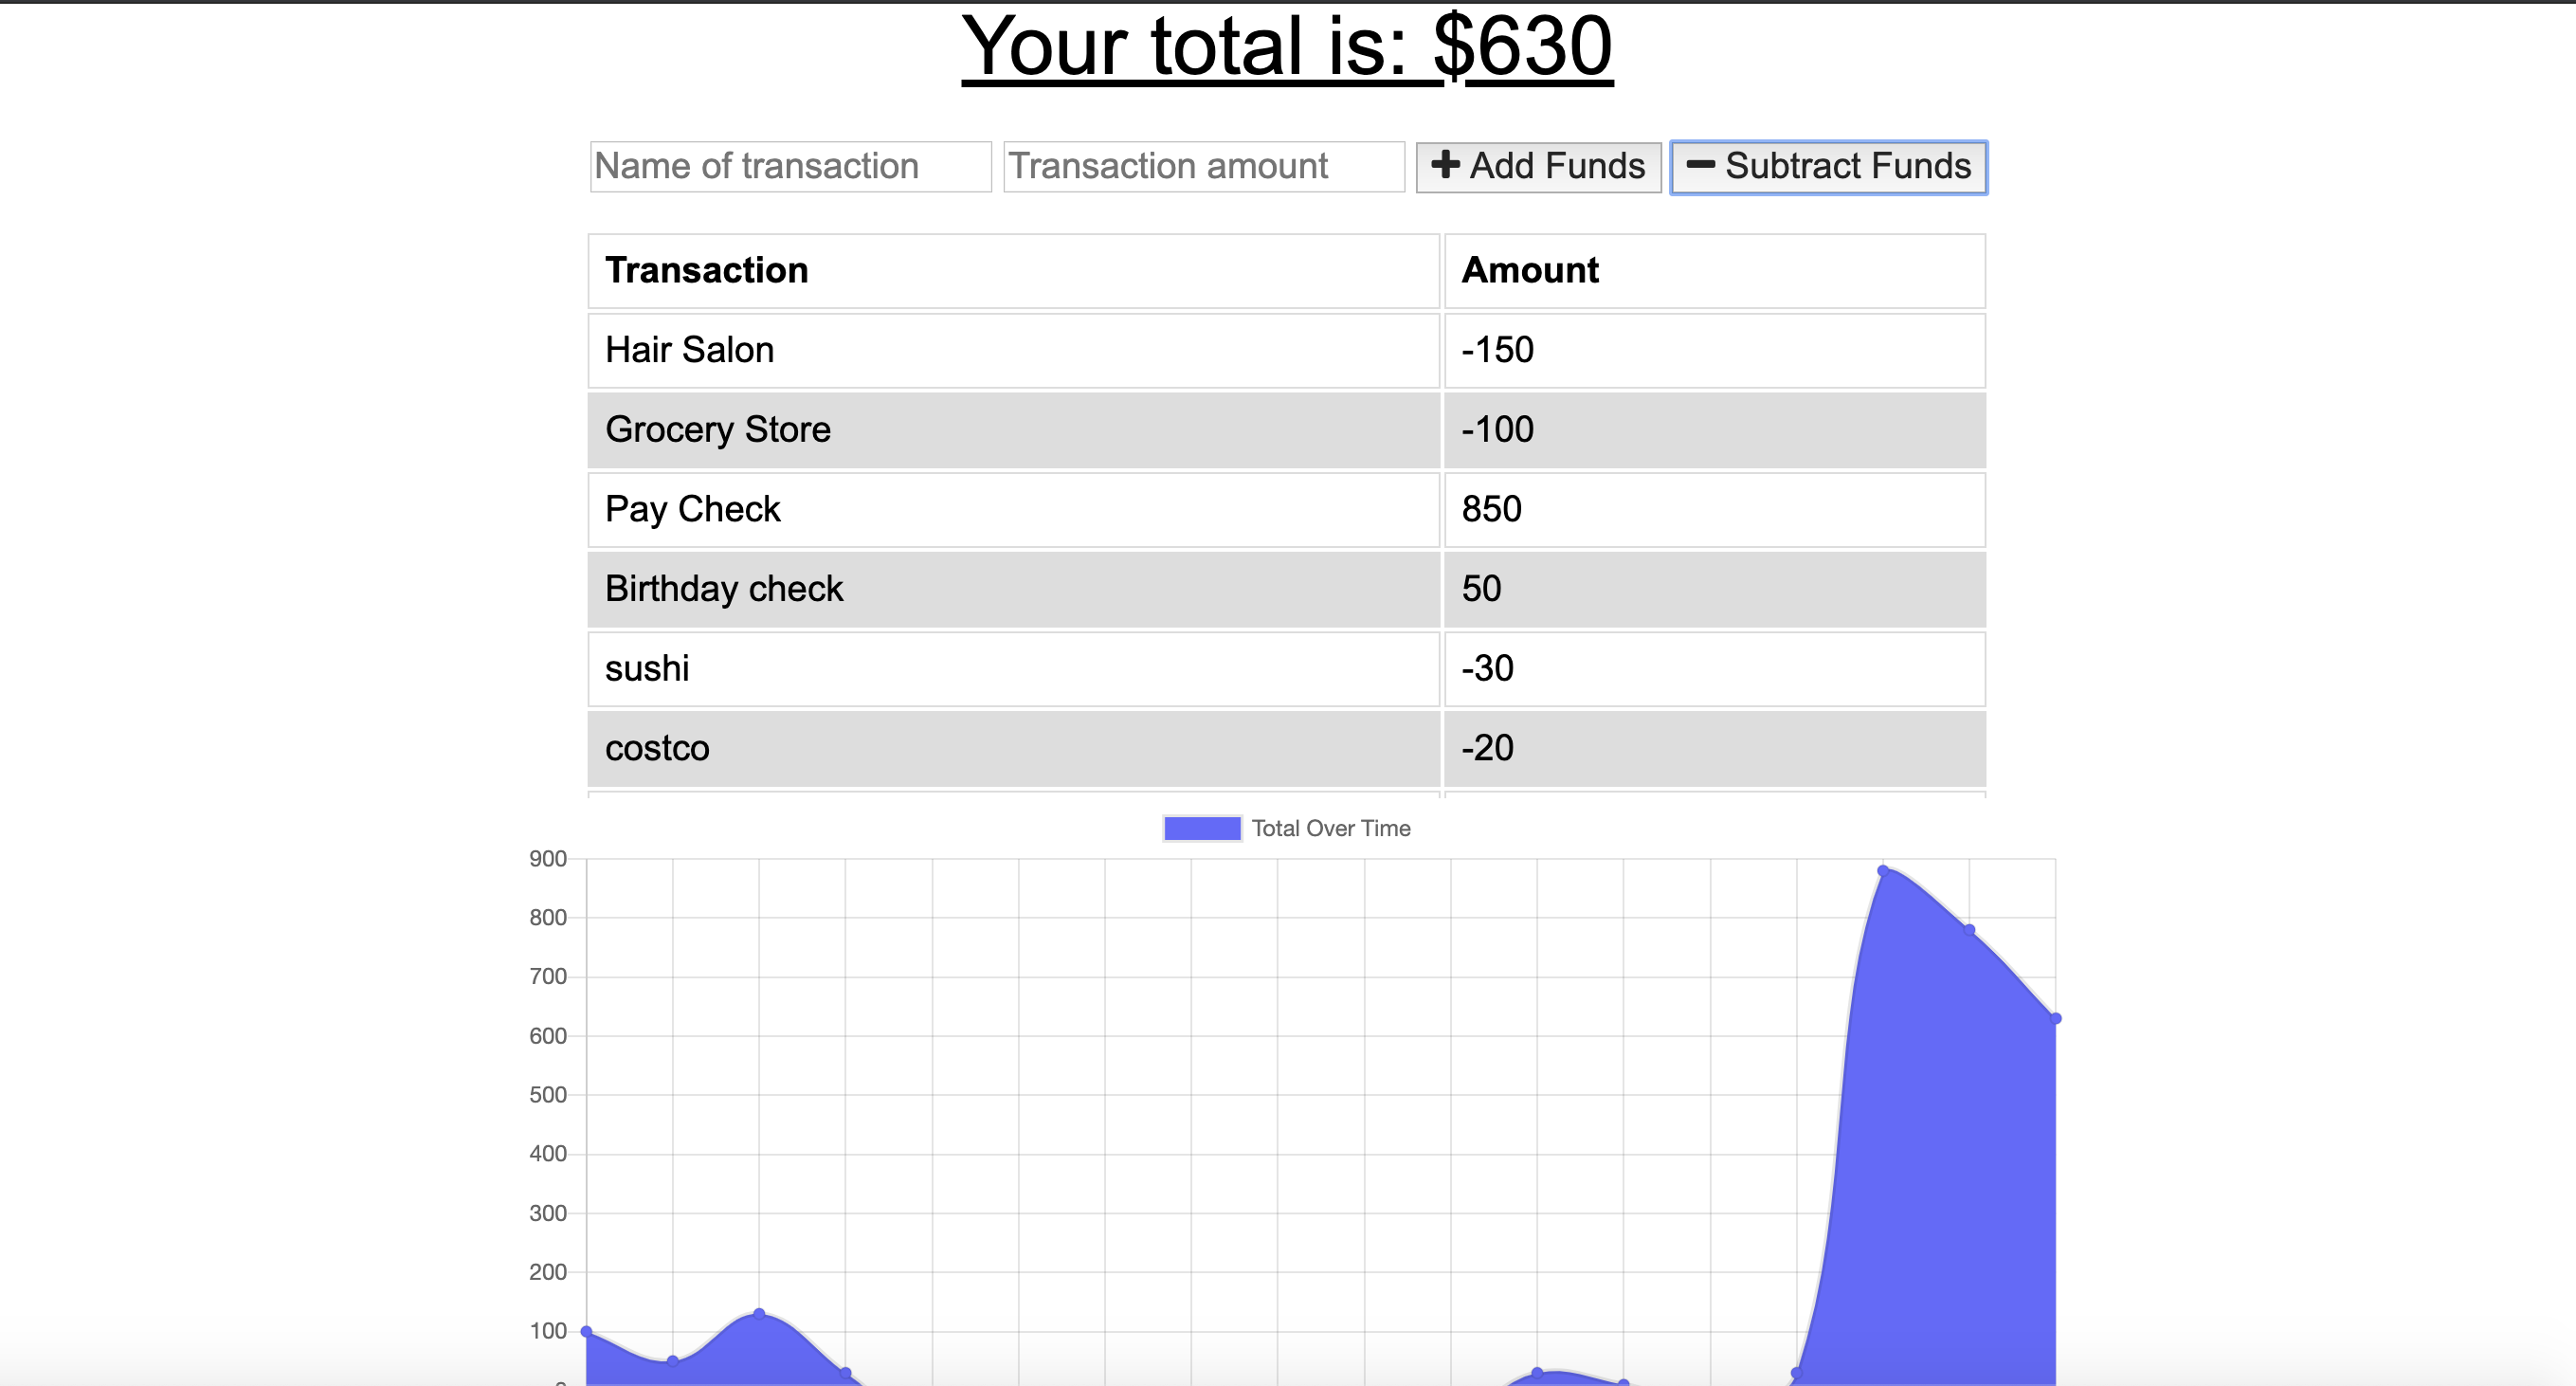 Your total is: $630
Name of transaction Transaction amount + Add Funds − Subtract Funds
Transaction Amount
Hair Salon -150
Grocery Store -100
Pay Check 850
Birthday check 50
sushi -30
costco -20
Total Over Time
900
800
700
600
500
400
300
200
100